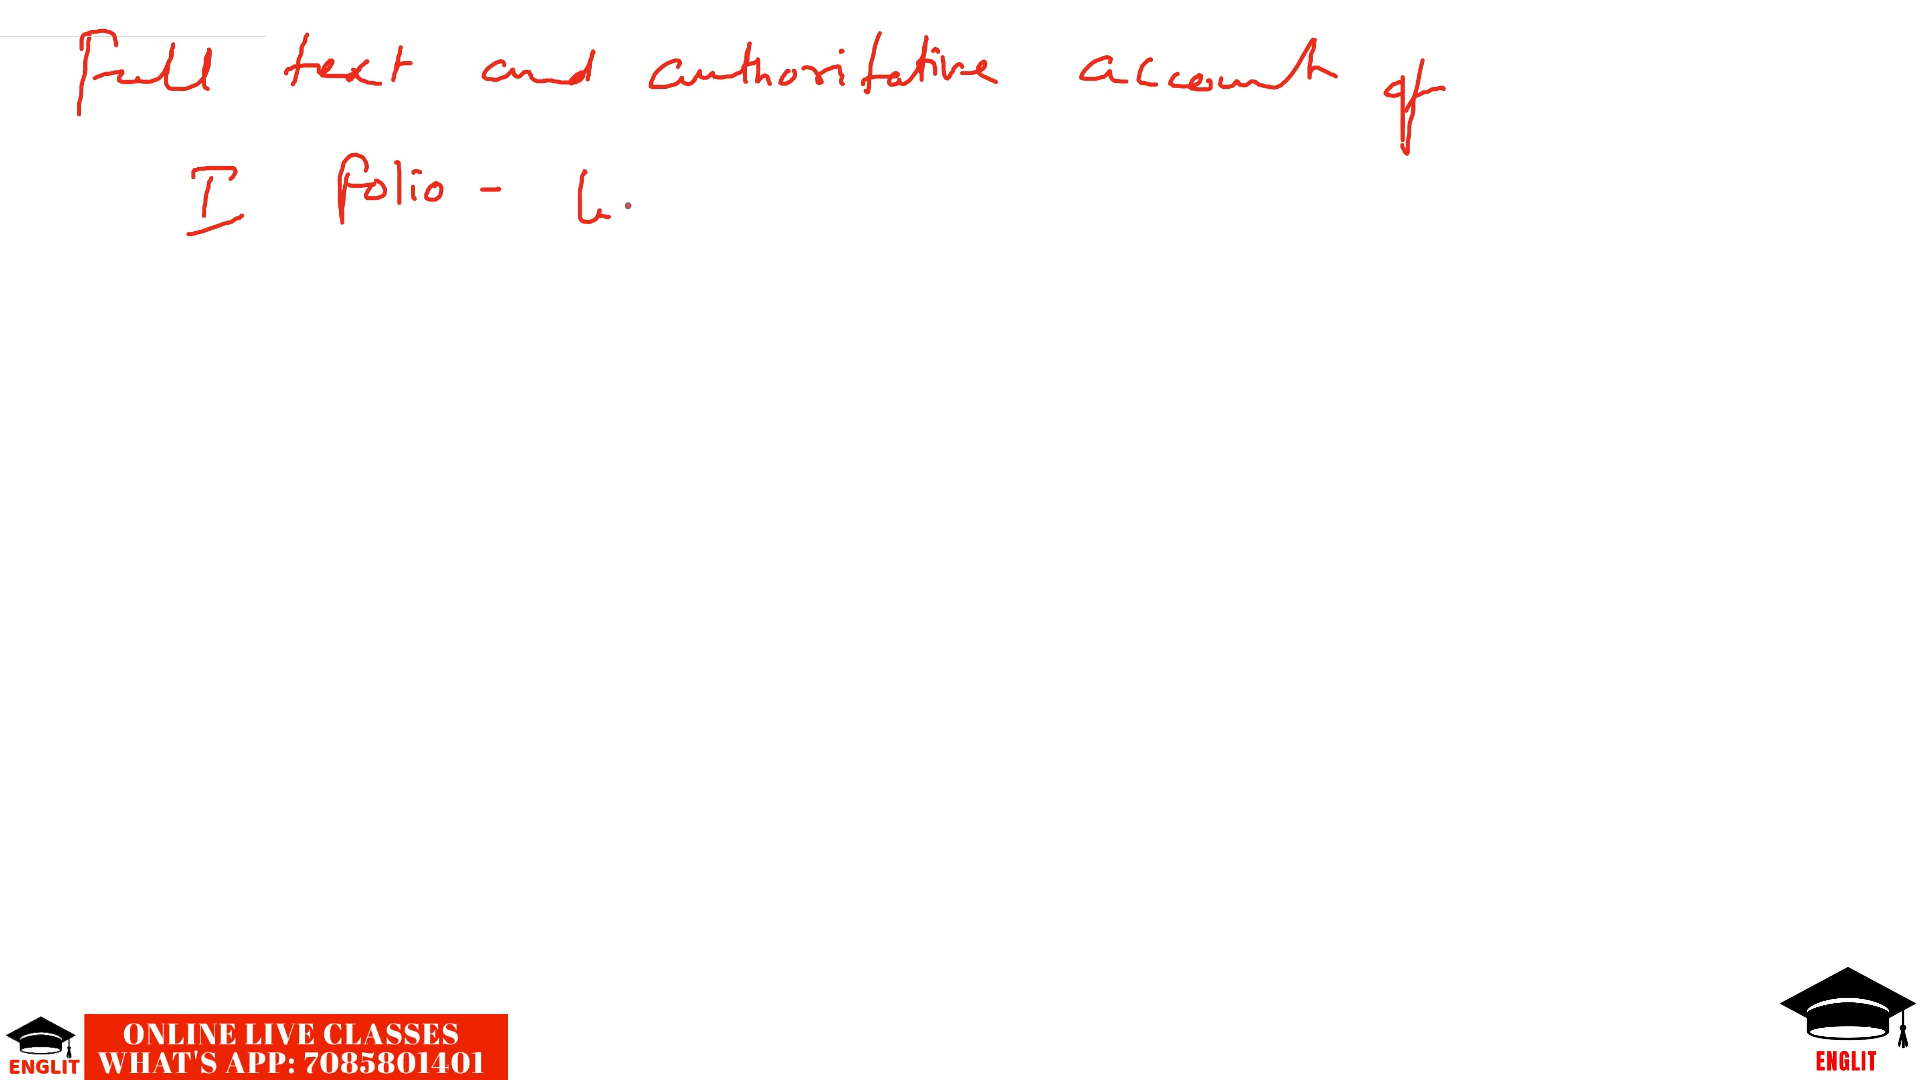 Full text and authoritative account of
I folio -
ENGLIT
ONLINE LIVE CLASSES
WHAT'S APP: 7085801401
ENGLIT